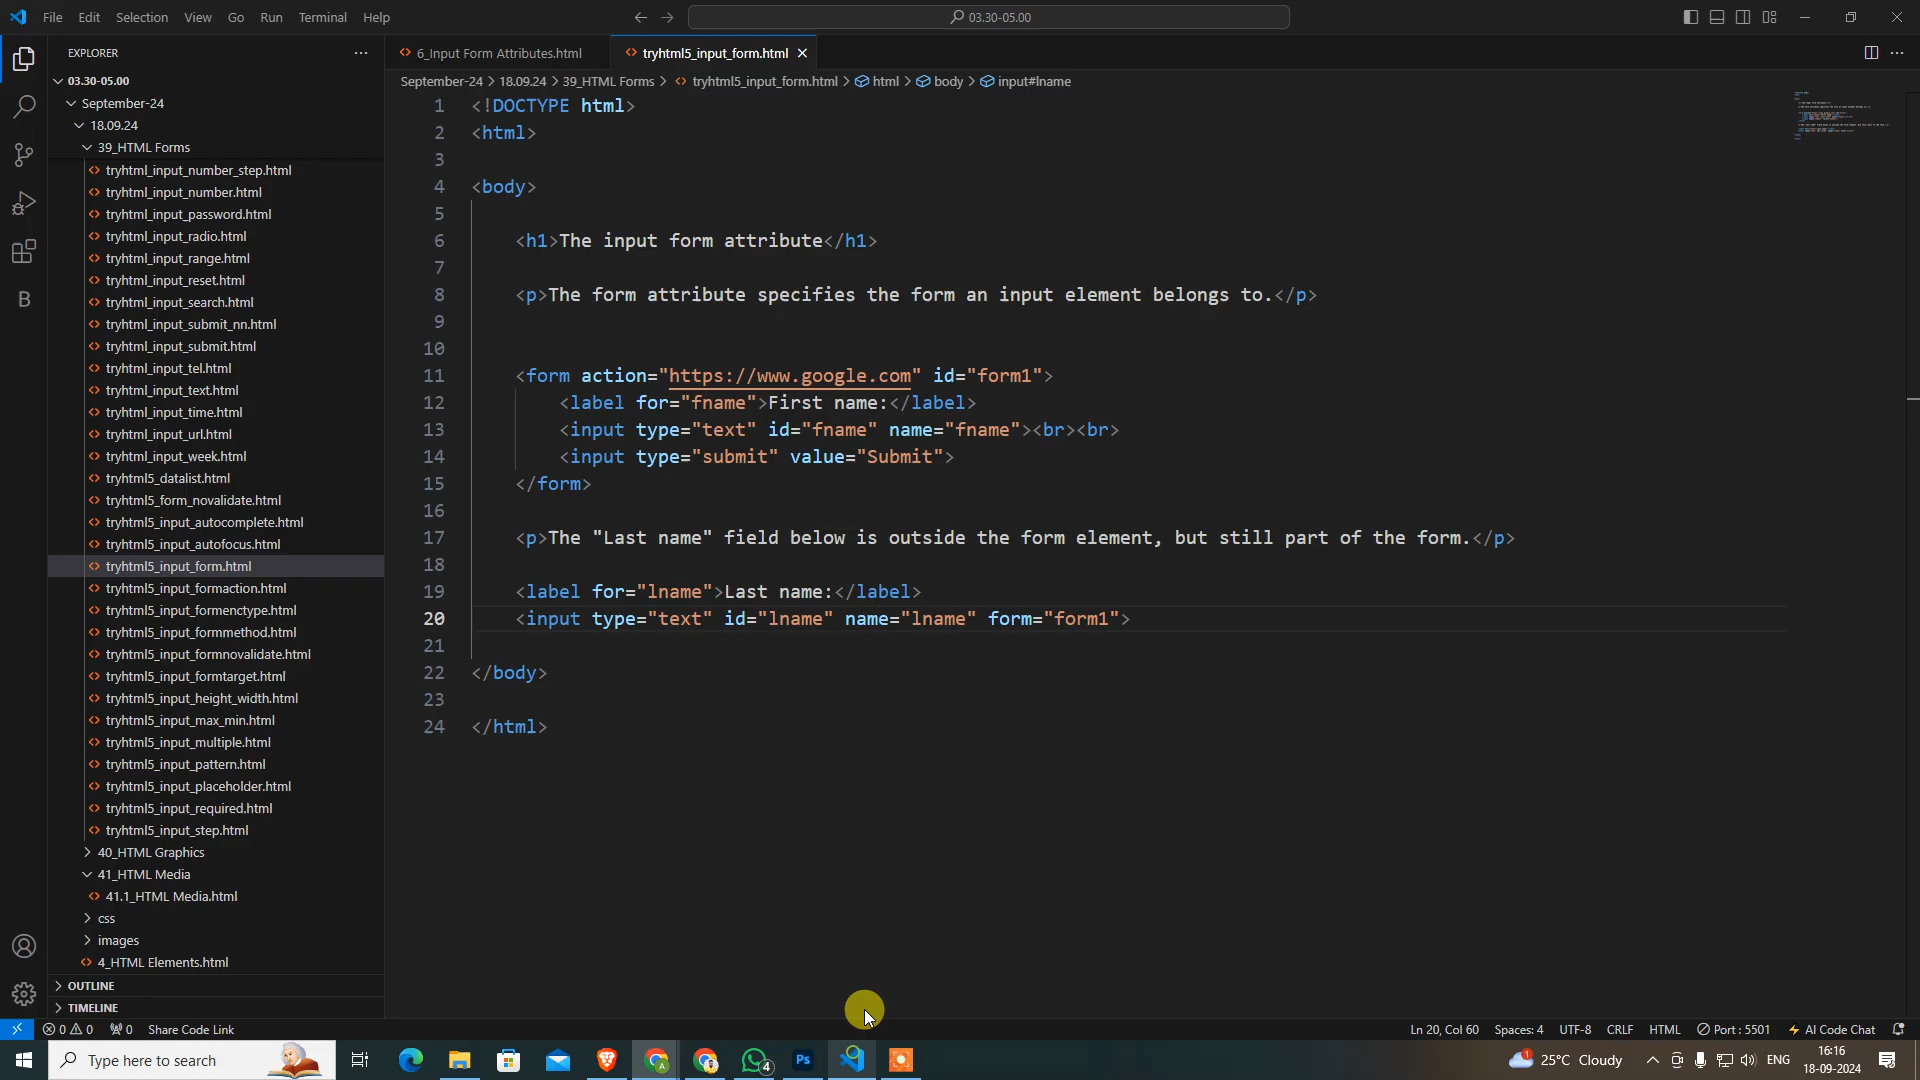 File Edit Selection View Go Run Terminal Help
03.30-05.00
EXPLORER
6_Input Form Attributes.html
tryhtml5_input_form.html
September-24 > 18.09.24 > 39_HTML Forms > tryhtml5_input_form.html > html > body > input#lname
03.30-05.00
September-24
18.09.24
39_HTML Forms
tryhtml_input_number_step.html
tryhtml_input_number.html
tryhtml_input_password.html
tryhtml_input_radio.html
tryhtml_input_range.html
tryhtml_input_reset.html
tryhtml_input_search.html
tryhtml_input_submit_nn.html
tryhtml_input_submit.html
tryhtml_input_tel.html
tryhtml_input_text.html
tryhtml_input_time.html
tryhtml_input_url.html
tryhtml_input_week.html
tryhtml5_datalist.html
tryhtml5_form_novalidate.html
tryhtml5_input_autocomplete.html
tryhtml5_input_autofocus.html
tryhtml5_input_form.html
tryhtml5_input_formaction.html
tryhtml5_input_formenctype.html
tryhtml5_input_formmethod.html
tryhtml5_input_formnovalidate.html
tryhtml5_input_formtarget.html
tryhtml5_input_height_width.html
tryhtml5_input_max_min.html
tryhtml5_input_multiple.html
tryhtml5_input_pattern.html
tryhtml5_input_placeholder.html
tryhtml5_input_required.html
tryhtml5_input_step.html
40_HTML Graphics
41_HTML Media
41.1_HTML Media.html
css
images
4_HTML Elements.html
OUTLINE
TIMELINE
B
1 <!DOCTYPE html>
2 <html>
3
4 <body>
5
6 <h1>The input form attribute</h1>
7
8 <p>The form attribute specifies the form an input element belongs to.</p>
9
10
11 <form action="https://www.google.com" id="form1">
12 <label for="fname">First name:</label>
13 <input type="text" id="fname" name="fname"><br><br>
14 <input type="submit" value="Submit">
15 </form>
16
17 <p>The "Last name" field below is outside the form element, but still part of the form.</p>
18
19 <label for="lname">Last name:</label>
20 <input type="text" id="lname" name="lname" form="form1">
21
22 </body>
23
24 </html>
0 0 0 Share Code Link
Ln 20, Col 60 Spaces: 4 UTF-8 CRLF HTML Port : 5501 AI Code Chat
Type here to search
A
4
Ps
1
25°C Cloudy
ENG
16:16
18-09-2024